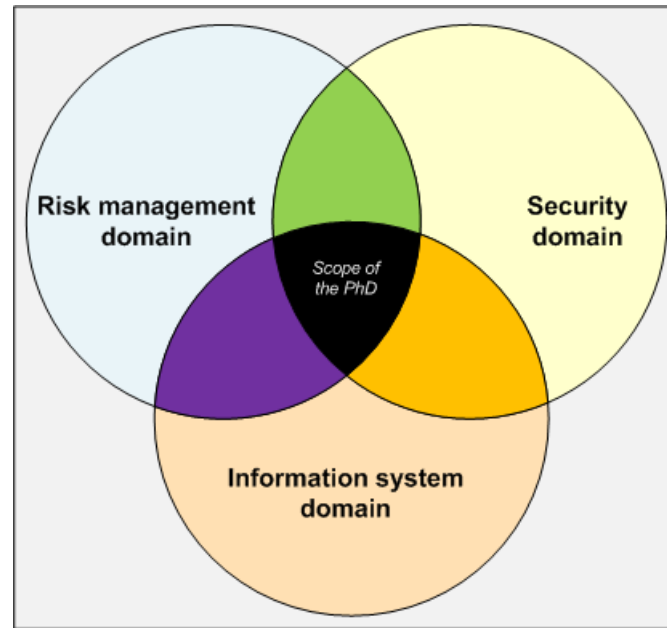 Risk management
domain
Security
domain
Scope of
the PhD
Information system
domain